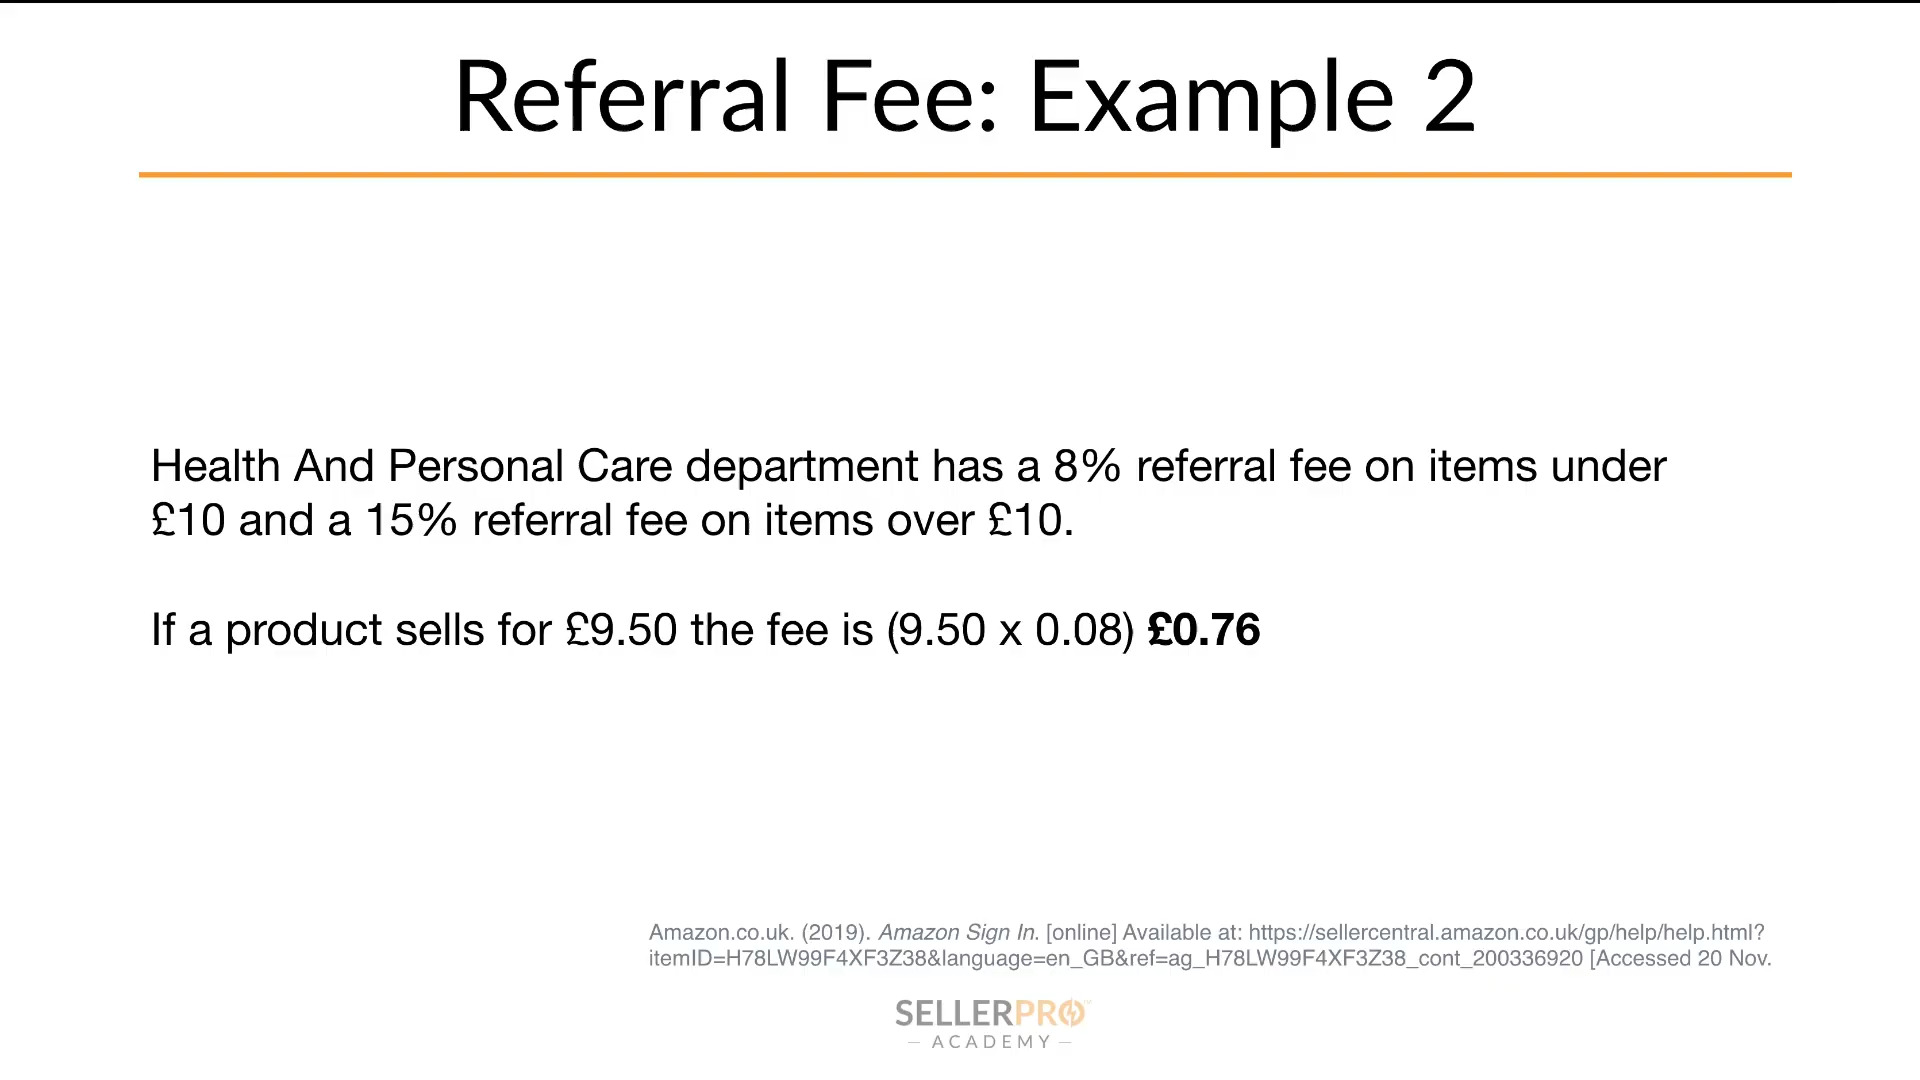 Referral Fee: Example 2
Health And Personal Care department has a 8% referral fee on items under
£10 and a 15% referral fee on items over £10.
If a product sells for £9.50 the fee is (9.50 x 0.08) £0.76
Amazon.co.uk. (2019). Amazon Sign In. [online] Available at: https://sellercentral.amazon.co.uk/gp/help/help.html?
itemID=H78LW99F4XF3Z38&language=en_GB&ref=ag_H78LW99F4XF3Z38_cont_200336920 [Accessed 20 Nov.
SELLERPRO™
– ACADEMY –